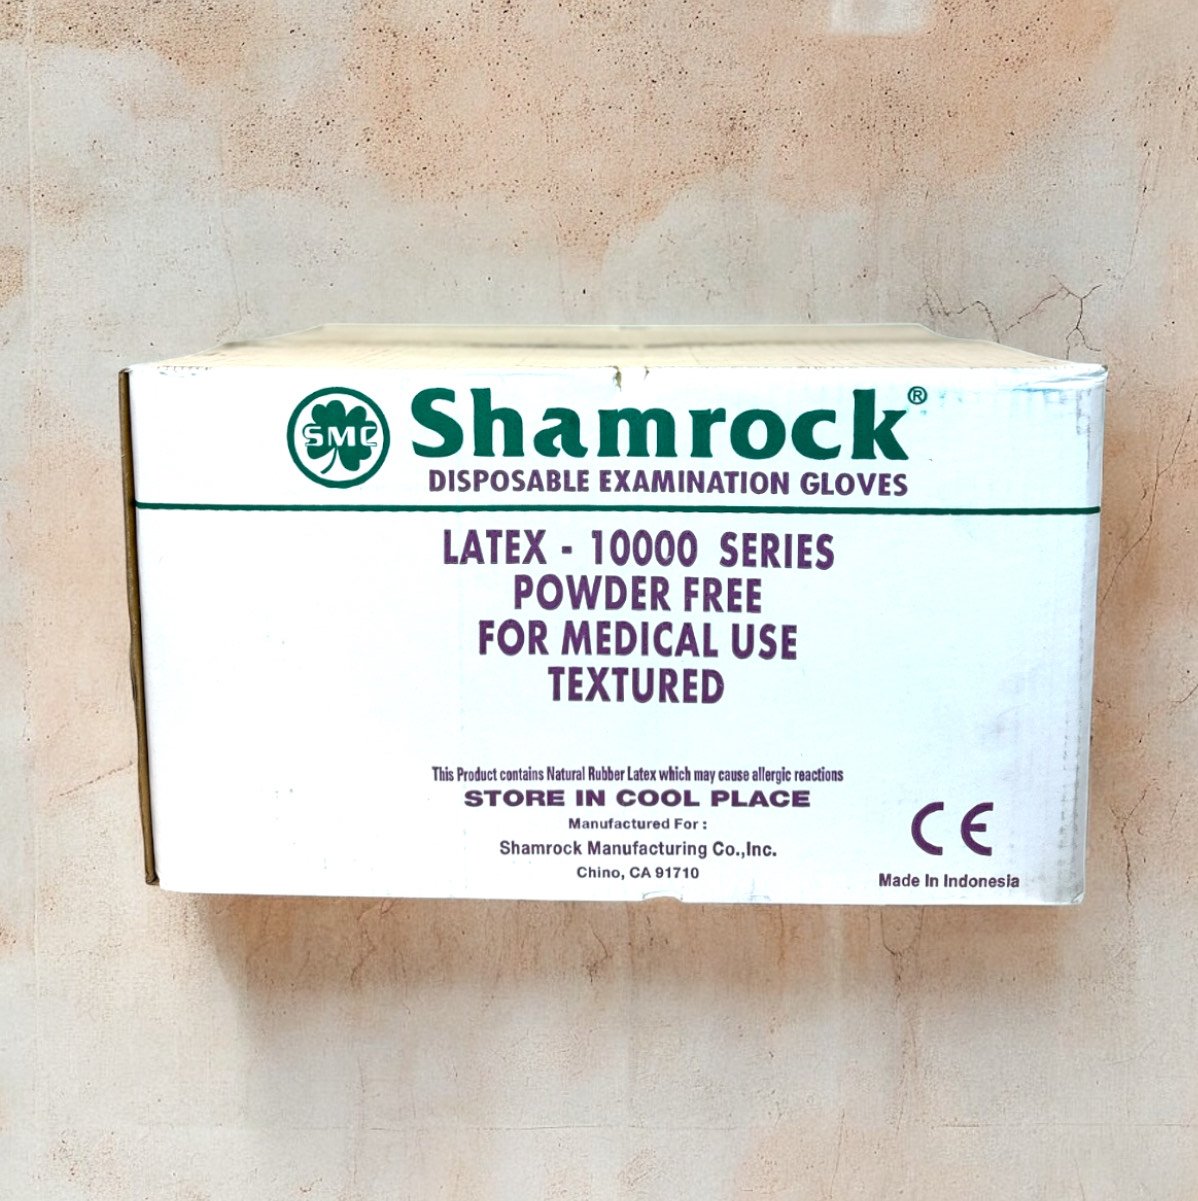 SMC
Shamrock®
DISPOSABLE EXAMINATION GLOVES
LATEX - 10000 SERIES
POWDER FREE
FOR MEDICAL USE
TEXTURED
This Product contains Natural Rubber Latex which may cause allergic reactions
STORE IN COOL PLACE
Manufactured For :
Shamrock Manufacturing Co.,Inc.
Chino, CA 91710
CE
Made In Indonesia